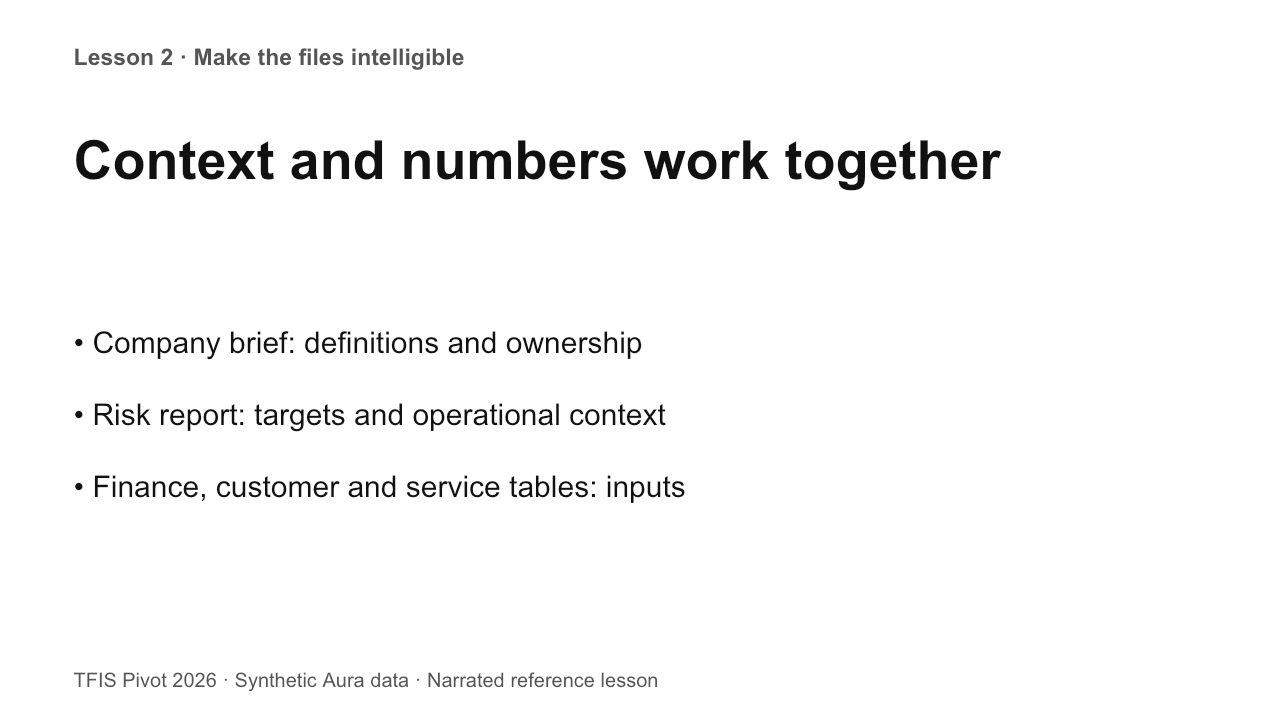 Lesson 2 · Make the files intelligible
Context and numbers work together
• Company brief: definitions and ownership
• Risk report: targets and operational context
• Finance, customer and service tables: inputs
TFIS Pivot 2026 · Synthetic Aura data · Narrated reference lesson